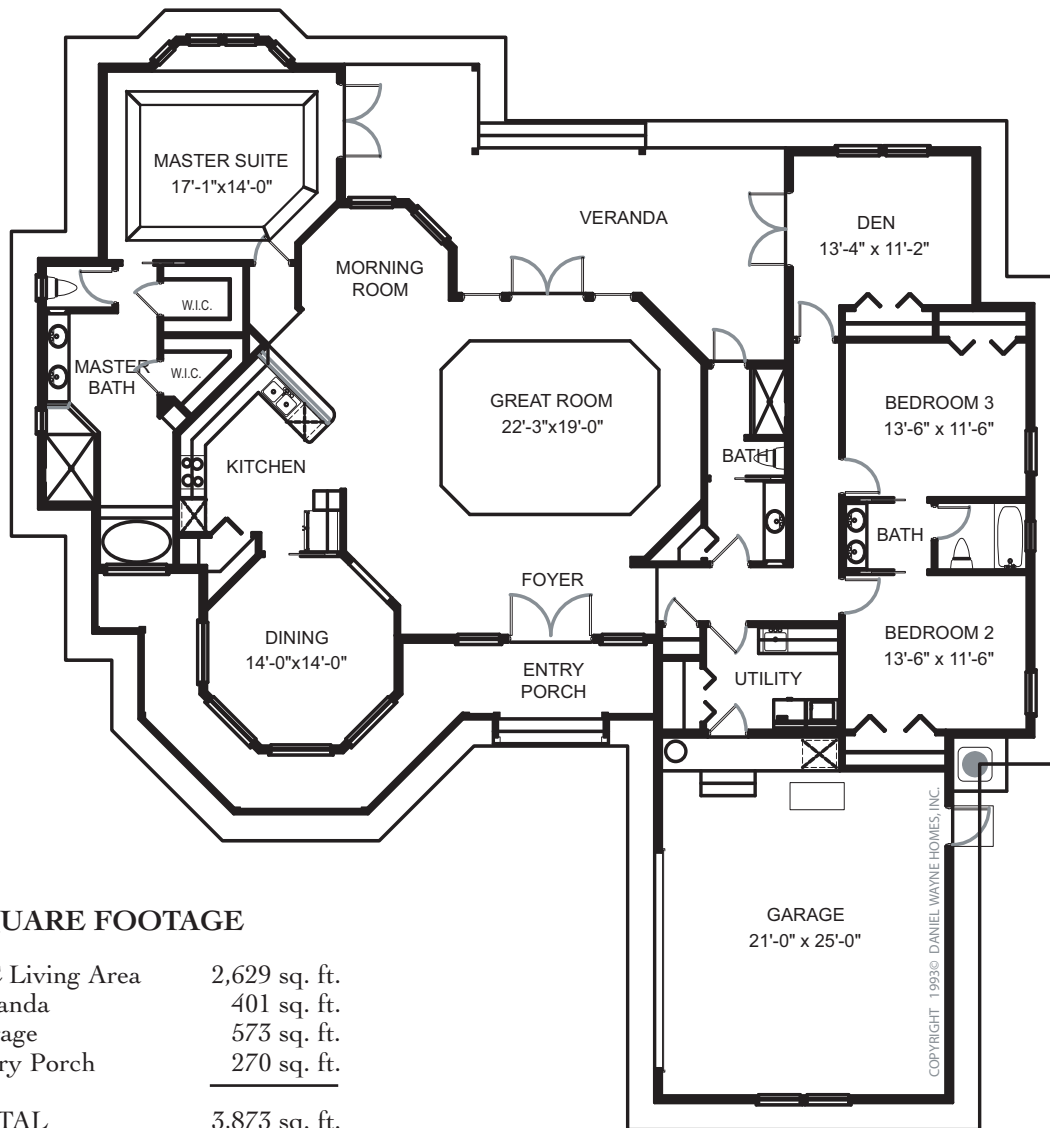 MASTER SUITE
17'-1"x14'-0"
VERANDA
DEN
13'-4" x 11'-2"
MORNING
ROOM
W.I.C.
W.I.C.
MASTER
BATH
GREAT ROOM
22'-3"x19'-0"
BEDROOM 3
13'-6" x 11'-6"
KITCHEN
BATH
BATH
FOYER
DINING
14'-0"x14'-0"
ENTRY
PORCH
UTILITY
BEDROOM 2
13'-6" x 11'-6"
GARAGE
21'-0" x 25'-0"
COPYRIGHT 1993© DANIEL WAYNE HOMES, INC.
UARE FOOTAGE
Living Area 2,629 sq. ft.
anda 401 sq. ft.
age 573 sq. ft.
ry Porch 270 sq. ft.
TAL 3,873 sq. ft.